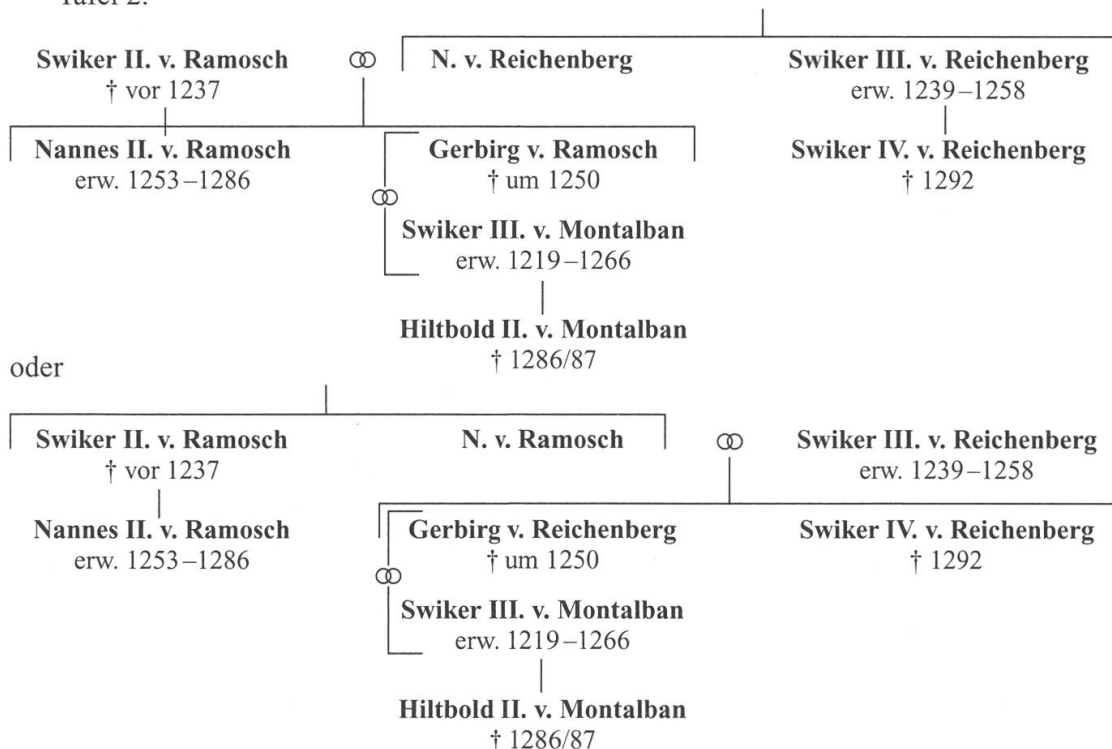 Tafel 2:
Swiker II. v. Ramosch N. v. Reichenberg Swiker III. v. Reichenberg
† vor 1237 erw. 1239–1258
Nannes II. v. Ramosch Gerbirg v. Ramosch Swiker IV. v. Reichenberg
erw. 1253–1286 † um 1250 † 1292
Swiker III. v. Montalban
erw. 1219–1266
Hiltbold II. v. Montalban
† 1286/87
oder
Swiker II. v. Ramosch N. v. Ramosch Swiker III. v. Reichenberg
† vor 1237 erw. 1239–1258
Nannes II. v. Ramosch Gerbirg v. Reichenberg Swiker IV. v. Reichenberg
erw. 1253–1286 † um 1250 † 1292
Swiker III. v. Montalban
erw. 1219–1266
Hiltbold II. v. Montalban
† 1286/87